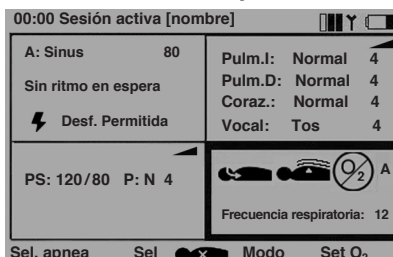 00:00 Sesión activa [nombre]
A: Sinus 80
Sin ritmo en espera
Desf. Permitida
Pulm.I: Normal 4
Pulm.D: Normal 4
Coraz.: Normal 4
Vocal: Tos 4
PS: 120/80 P: N 4
O2 A
Frecuencia respiratoria: 12
Sel. apnea Sel Modo Set O2